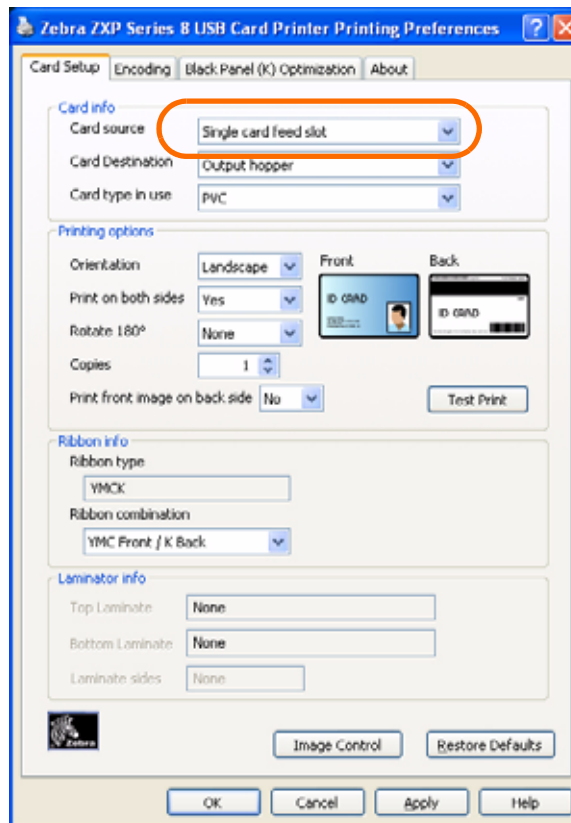 Zebra ZXP Series 8 USB Card Printer Printing Preferences
Card Setup Encoding Black Panel (K) Optimization About
Card info
Card source Single card feed slot
Card Destination Output hopper
Card type in use PVC
Printing options
Orientation Landscape Front Back
Print on both sides Yes ID CARD ID CARD
Rotate 180° None
Copies 1
Print front image on back side No Test Print
Ribbon info
Ribbon type
YMCK
Ribbon combination
YMC Front / K Back
Laminator info
Top Laminate None
Bottom Laminate None
Laminate sides None
Zebra Image Control Restore Defaults
OK Cancel Apply Help